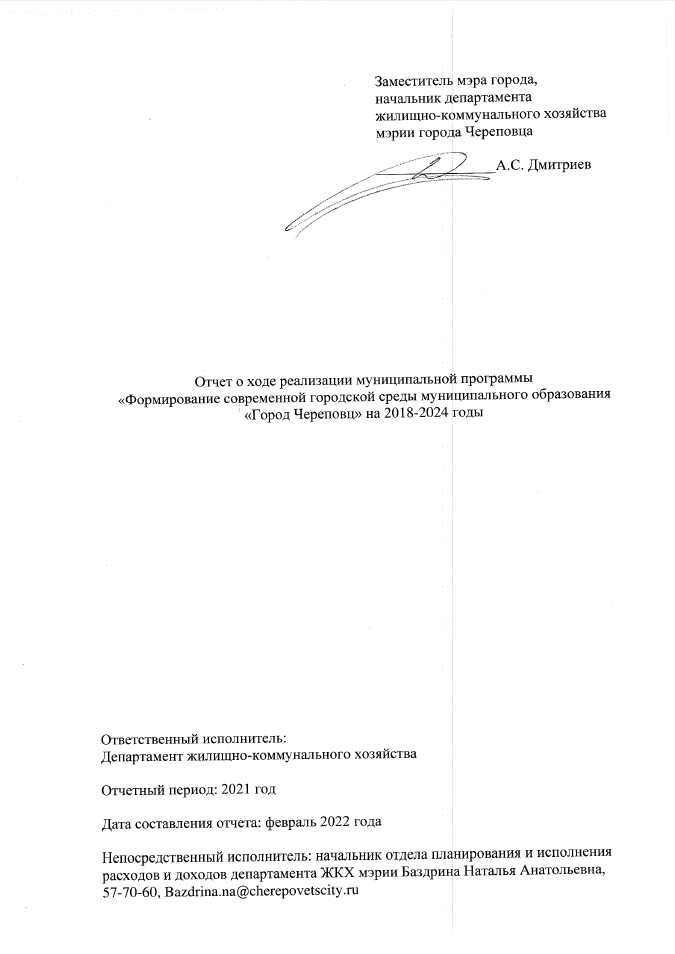 Заместитель мэра города,
начальник департамента
жилищно-коммунального хозяйства
мэрии города Череповца
А.С. Дмитриев
Отчет о ходе реализации муниципальной программы
«Формирование современной городской среды муниципального образования
«Город Череповц» на 2018-2024 годы
Ответственный исполнитель:
Департамент жилищно-коммунального хозяйства
Отчетный период: 2021 год
Дата составления отчета: февраль 2022 года
Непосредственный исполнитель: начальник отдела планирования и исполнения
расходов и доходов департамента ЖКХ мэрии Баздрина Наталья Анатольевна,
57-70-60, Bazdrina.na@cherepovetscity.ru